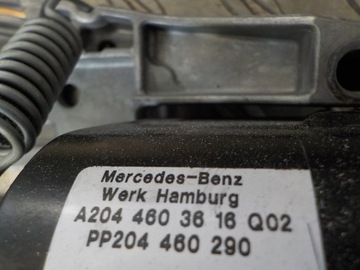 Mercedes-Benz
Werk Hamburg
A204 460 36 16 Q02
PP204 460 290